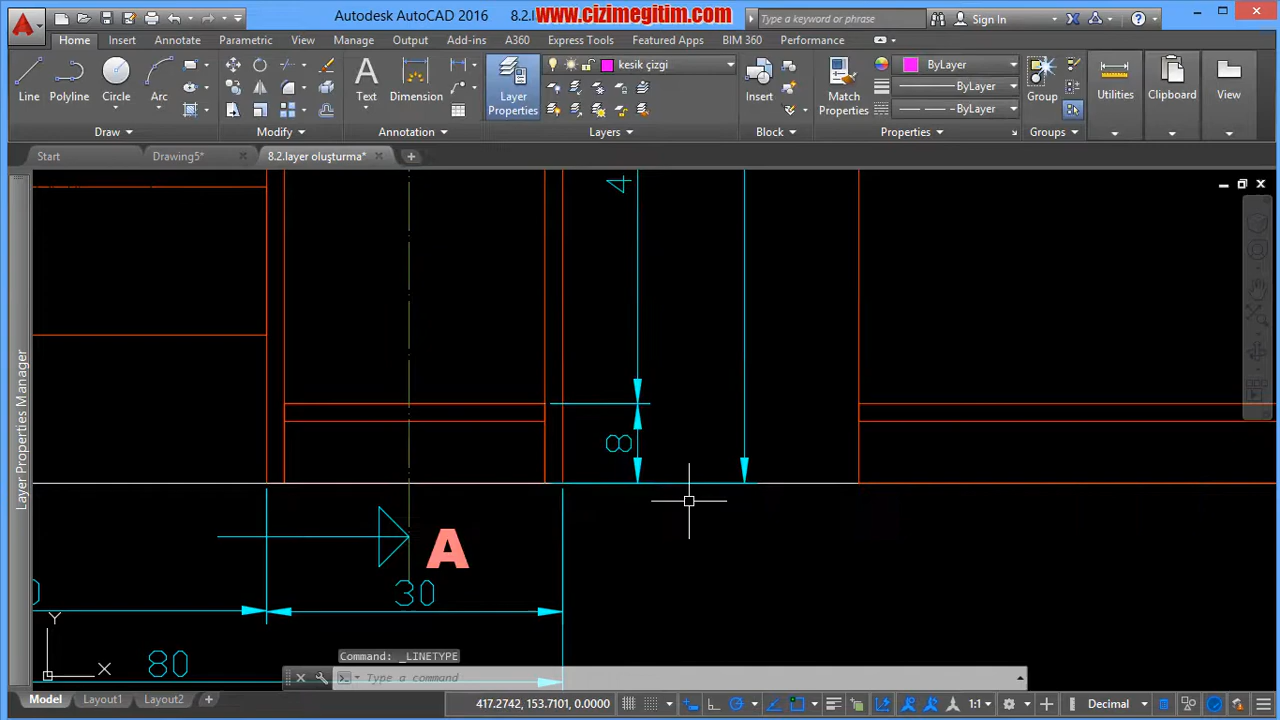 Autodesk AutoCAD 2016
8.2.l
www.cizimegitim.com
Type a keyword or phrase
Sign In
Home
Insert
Annotate
Parametric
View
Manage
Output
Add-ins
A360
Express Tools
Featured Apps
BIM 360
Performance
Line
Polyline
Circle
Arc
Text
Dimension
Layer
Properties
kesik çizgi
Insert
Match
Properties
ByLayer
ByLayer
ByLayer
Group
Utilities
Clipboard
View
Draw
Modify
Annotation
Layers
Block
Properties
Groups
Start
Drawing5*
8.2.layer oluşturma*
Layer Properties Manager
4
8
A
30
80
Y
X
Command: _LINETYPE
Type a command
Model
Layout1
Layout2
417.2742, 153.7101, 0.0000
1:1
Decimal